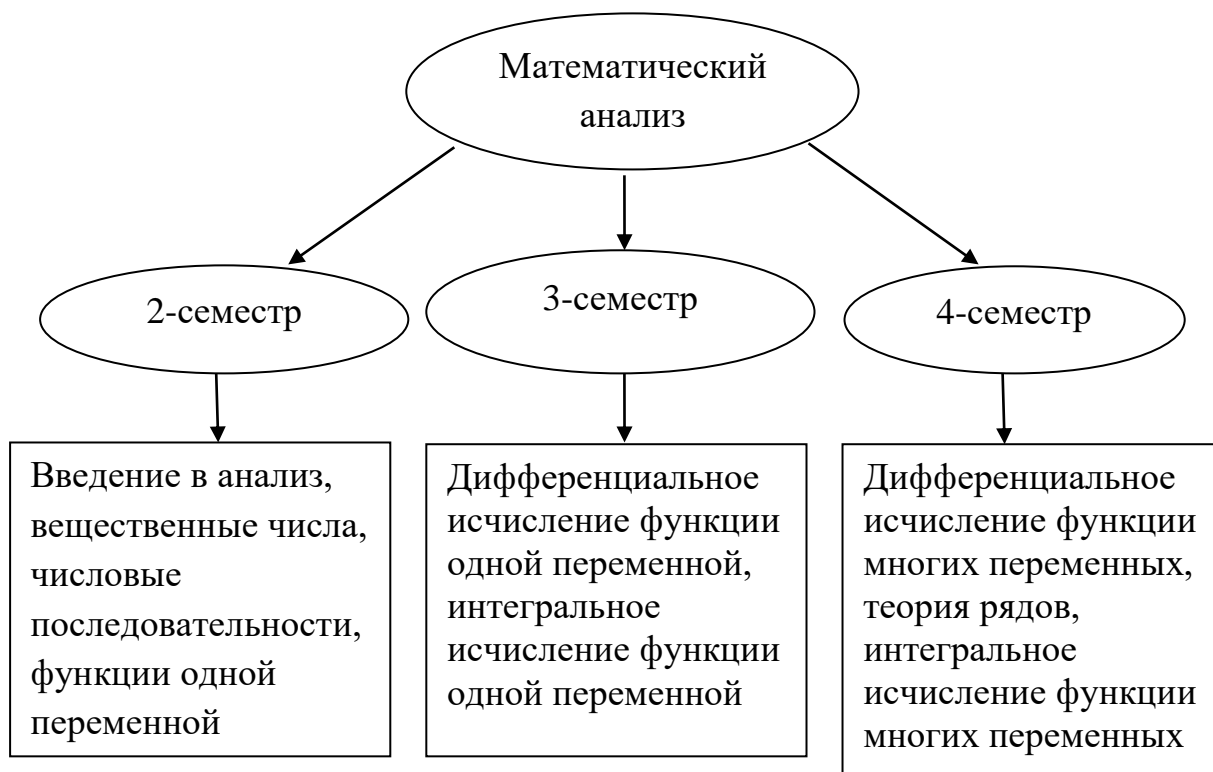 Математический
анализ
2-семестр
3-семестр
4-семестр
Введение в анализ,
вещественные числа,
числовые
последовательности,
функции одной
переменной
Дифференциальное
исчисление функции
одной переменной,
интегральное
исчисление функции
одной переменной
Дифференциальное
исчисление функции
многих переменных,
теория рядов,
интегральное
исчисление функции
многих переменных